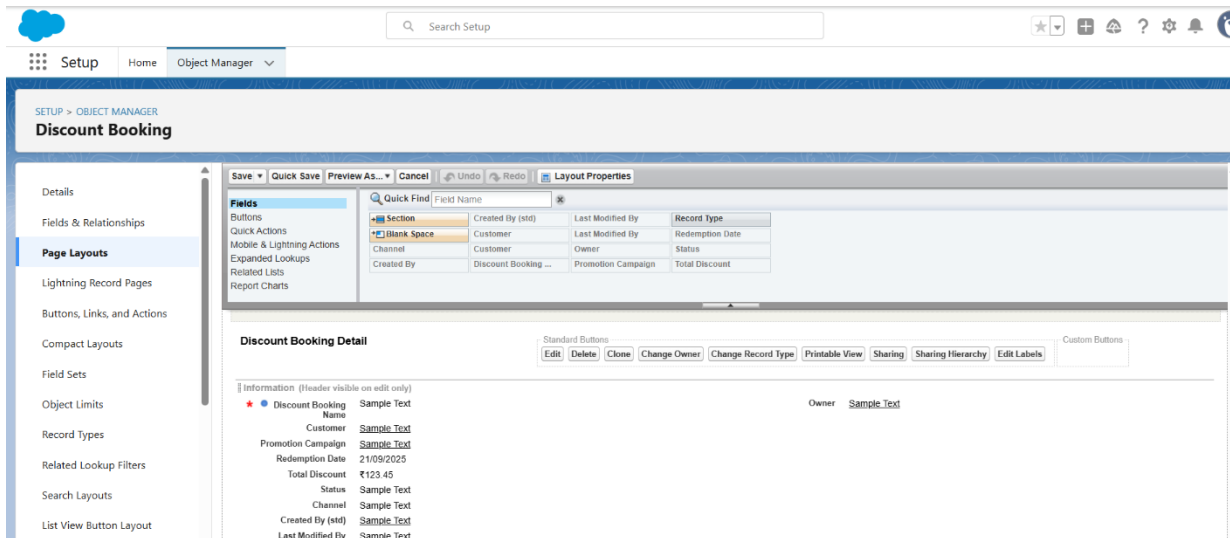 Search Setup
Setup Home Object Manager
SETUP > OBJECT MANAGER
Discount Booking
Details
Fields & Relationships
Page Layouts
Lightning Record Pages
Buttons, Links, and Actions
Compact Layouts
Field Sets
Object Limits
Record Types
Related Lookup Filters
Search Layouts
List View Button Layout
Save Quick Save Preview As... Cancel Undo Redo Layout Properties
Fields
Buttons
Quick Actions
Mobile & Lightning Actions
Expanded Lookups
Related Lists
Report Charts
Quick Find Field Name
Section Created By (std) Last Modified By Record Type
Blank Space Customer Last Modified By Redemption Date
Channel Customer Owner Status
Created By Discount Booking ... Promotion Campaign Total Discount
Discount Booking Detail
Standard Buttons
Edit Delete Clone Change Owner Change Record Type Printable View Sharing Sharing Hierarchy Edit Labels
Custom Buttons
Information (Header visible on edit only)
Discount Booking Name Sample Text
Owner Sample Text
Customer Sample Text
Promotion Campaign Sample Text
Redemption Date 21/09/2025
Total Discount ₹123.45
Status Sample Text
Channel Sample Text
Created By (std) Sample Text
Last Modified By Sample Text